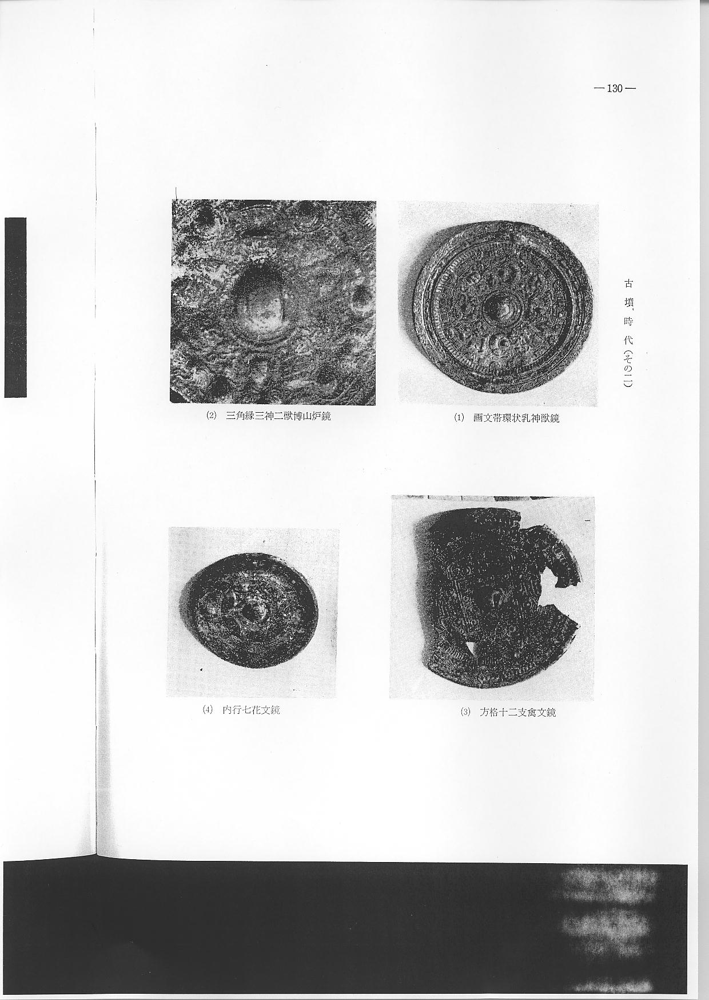 —130—
古墳時代(その二)
(1) 画文帯環状乳神獣鏡
(2) 三角縁三神二獣博山炉鏡
(3) 方格十二支禽文鏡
(4) 内行七花文鏡